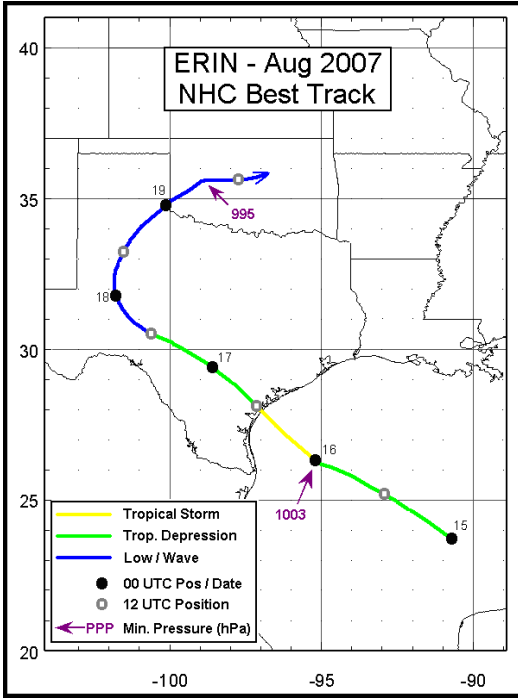 ERIN - Aug 2007
NHC Best Track
40
35
30
25
20
19
995
18
17
16
1003
15
Tropical Storm
Trop. Depression
Low / Wave
00 UTC Pos / Date
12 UTC Position
PPP Min. Pressure (hPa)
-100
-95
-90